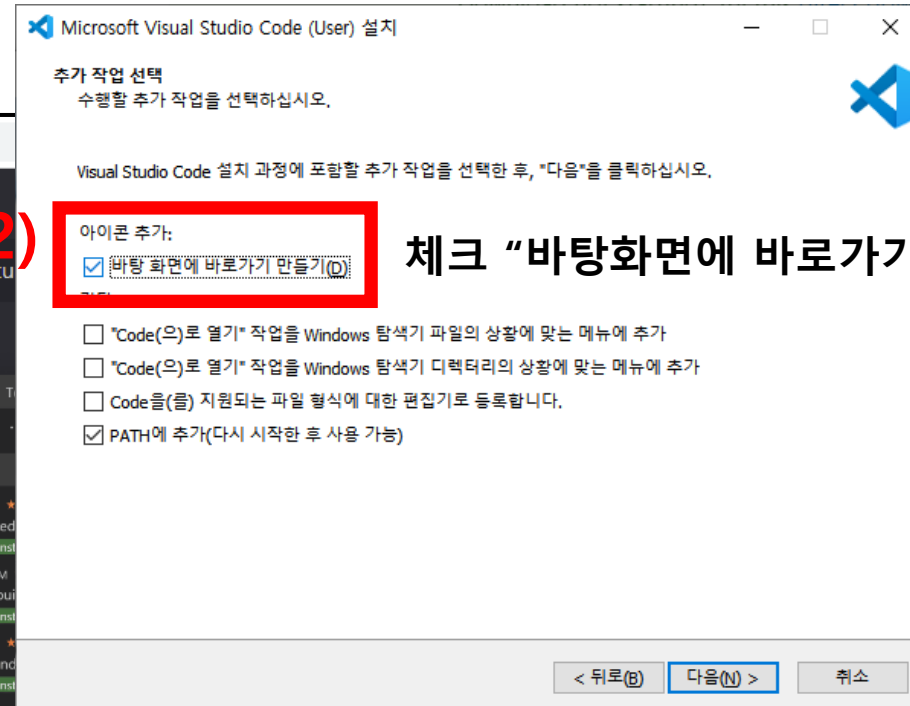 Microsoft Visual Studio Code (User) 설치
추가 작업 선택
수행할 추가 작업을 선택하십시오.
Visual Studio Code 설치 과정에 포함할 추가 작업을 선택한 후, "다음"을 클릭하십시오.
2)
아이콘 추가:
바탕 화면에 바로가기 만들기(D)
체크 “바탕화면에 바로가기
"Code(으)로 열기" 작업을 Windows 탐색기 파일의 상황에 맞는 메뉴에 추가
"Code(으)로 열기" 작업을 Windows 탐색기 디렉터리의 상황에 맞는 메뉴에 추가
Code을(를) 지원되는 파일 형식에 대한 편집기로 등록합니다.
PATH에 추가(다시 시작한 후 사용 가능)
< 뒤로(B)
다음(N) >
취소